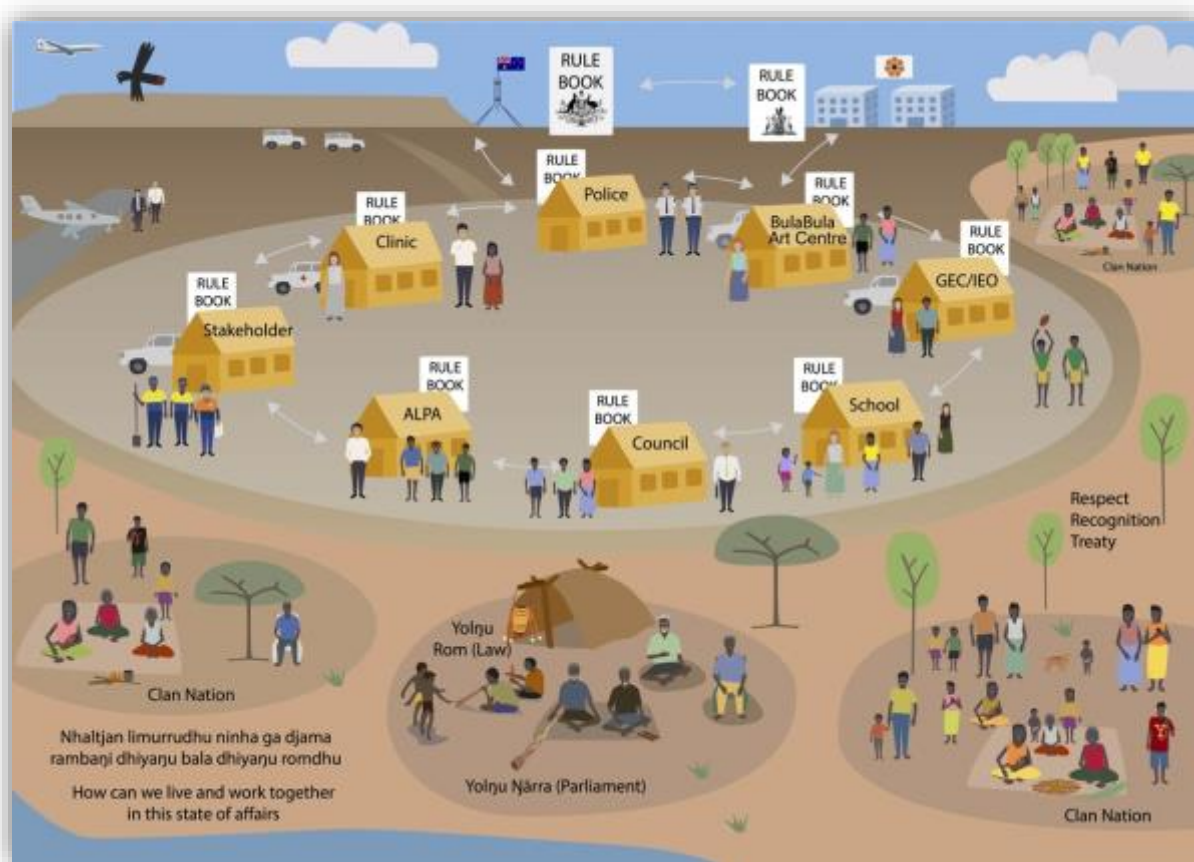 RULE
BOOK
RULE
BOOK
RULE
BOOK
Police
RULE
BOOK
Clinic
RULE
BOOK
BulaBula
Art Centre
RULE
BOOK
GEC/IEO
Clan Nation
RULE
BOOK
Stakeholder
RULE
BOOK
ALPA
RULE
BOOK
Council
RULE
BOOK
School
Respect
Recognition
Treaty
Yolŋu
Rom (Law)
Clan Nation
Nhaltjan limurrudhu ninha ga djama
rambaŋi dhiyaŋu bala dhiyaŋu romdhu
How can we live and work together
in this state of affairs
Yolŋu Ŋärra (Parliament)
Clan Nation